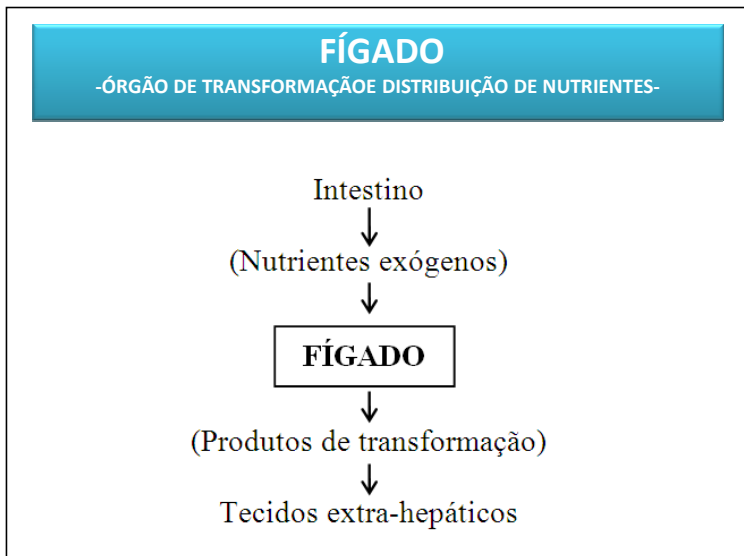 FÍGADO
-ÓRGÃO DE TRANSFORMAÇÃOE DISTRIBUIÇÃO DE NUTRIENTES-
Intestino
(Nutrientes exógenos)
FÍGADO
(Produtos de transformação)
Tecidos extra-hepáticos